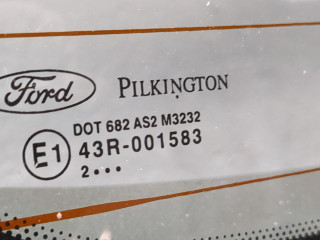 Ford PILKINGTON
DOT 682 AS2 M3232
E1 43R-001583
2•••